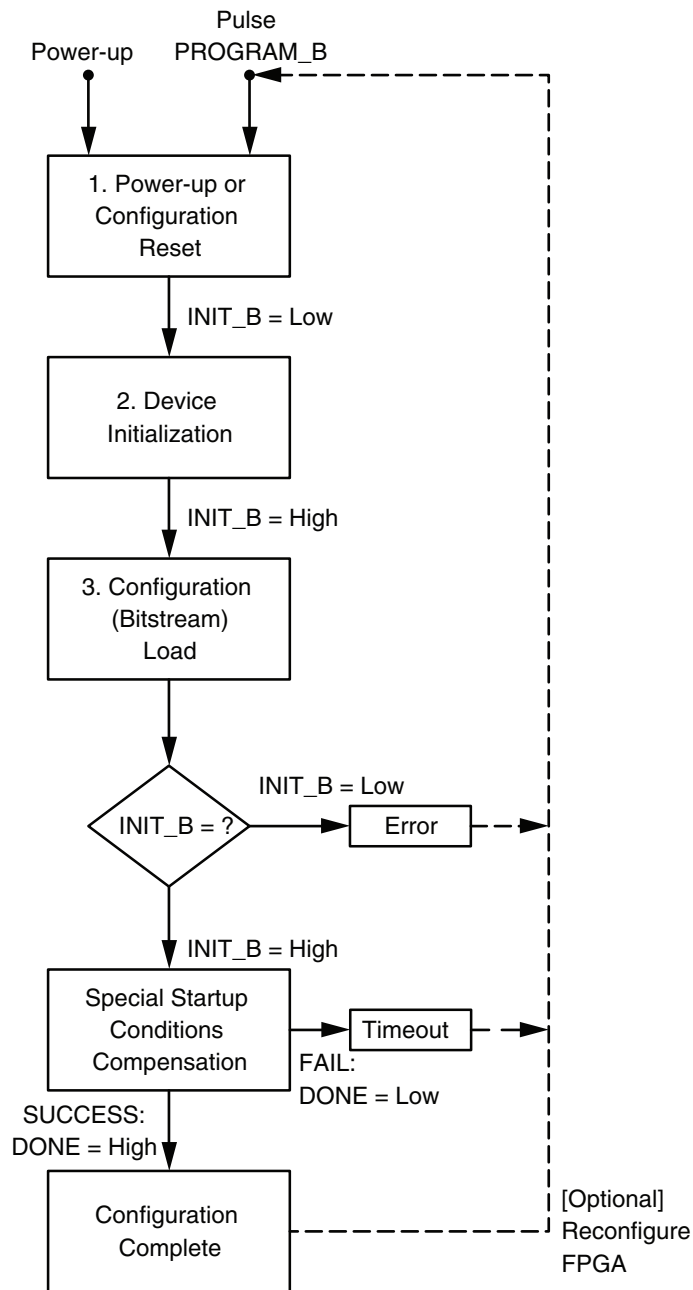 Pulse
Power-up
PROGRAM_B
1. Power-up or
Configuration
Reset
INIT_B = Low
2. Device
Initialization
INIT_B = High
3. Configuration
(Bitstream)
Load
INIT_B = Low
INIT_B = ?
Error
INIT_B = High
Special Startup
Conditions
Compensation
Timeout
FAIL:
DONE = Low
SUCCESS:
DONE = High
Configuration
Complete
[Optional]
Reconfigure
FPGA